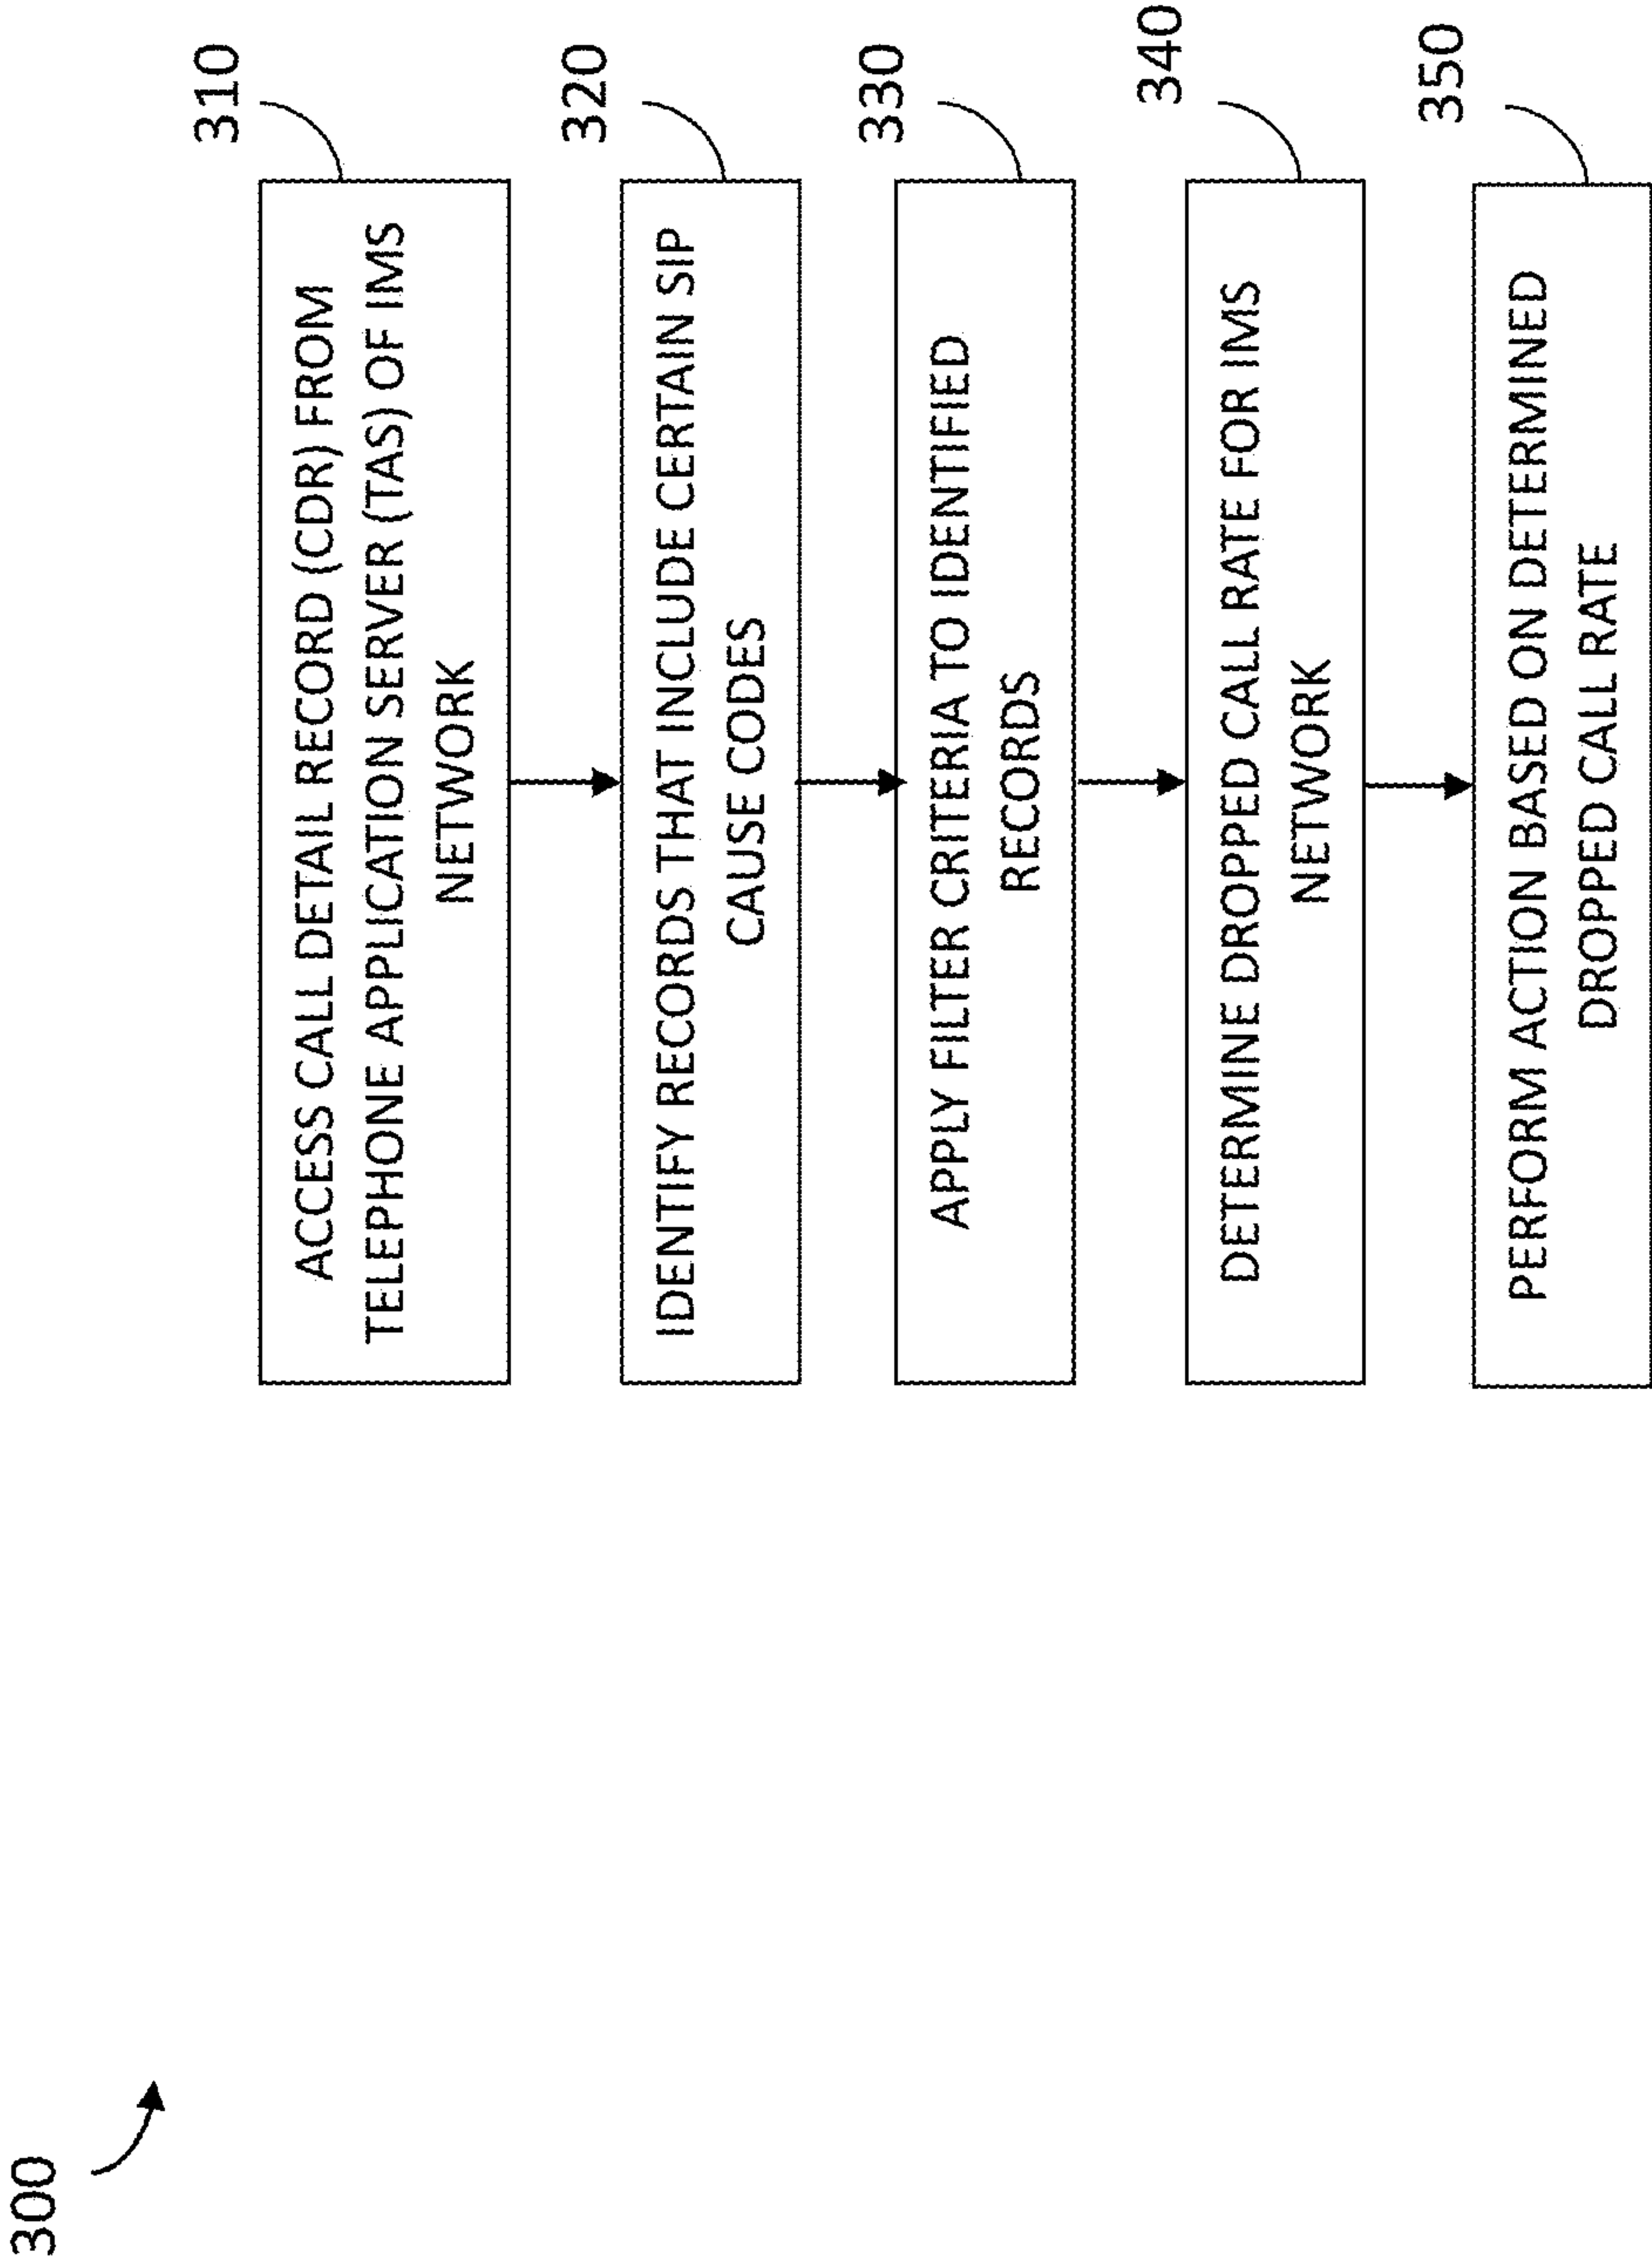 300
310
ACCESS CALL DETAIL RECORD (CDR) FROM
TELEPHONE APPLICATION SERVER (TAS) OF IMS
NETWORK
320
IDENTIFY RECORDS THAT INCLUDE CERTAIN SIP
CAUSE CODES
330
APPLY FILTER CRITERIA TO IDENTIFIED
RECORDS
340
DETERMINE DROPPED CALL RATE FOR IMS
NETWORK
350
PERFORM ACTION BASED ON DETERMINED
DROPPED CALL RATE